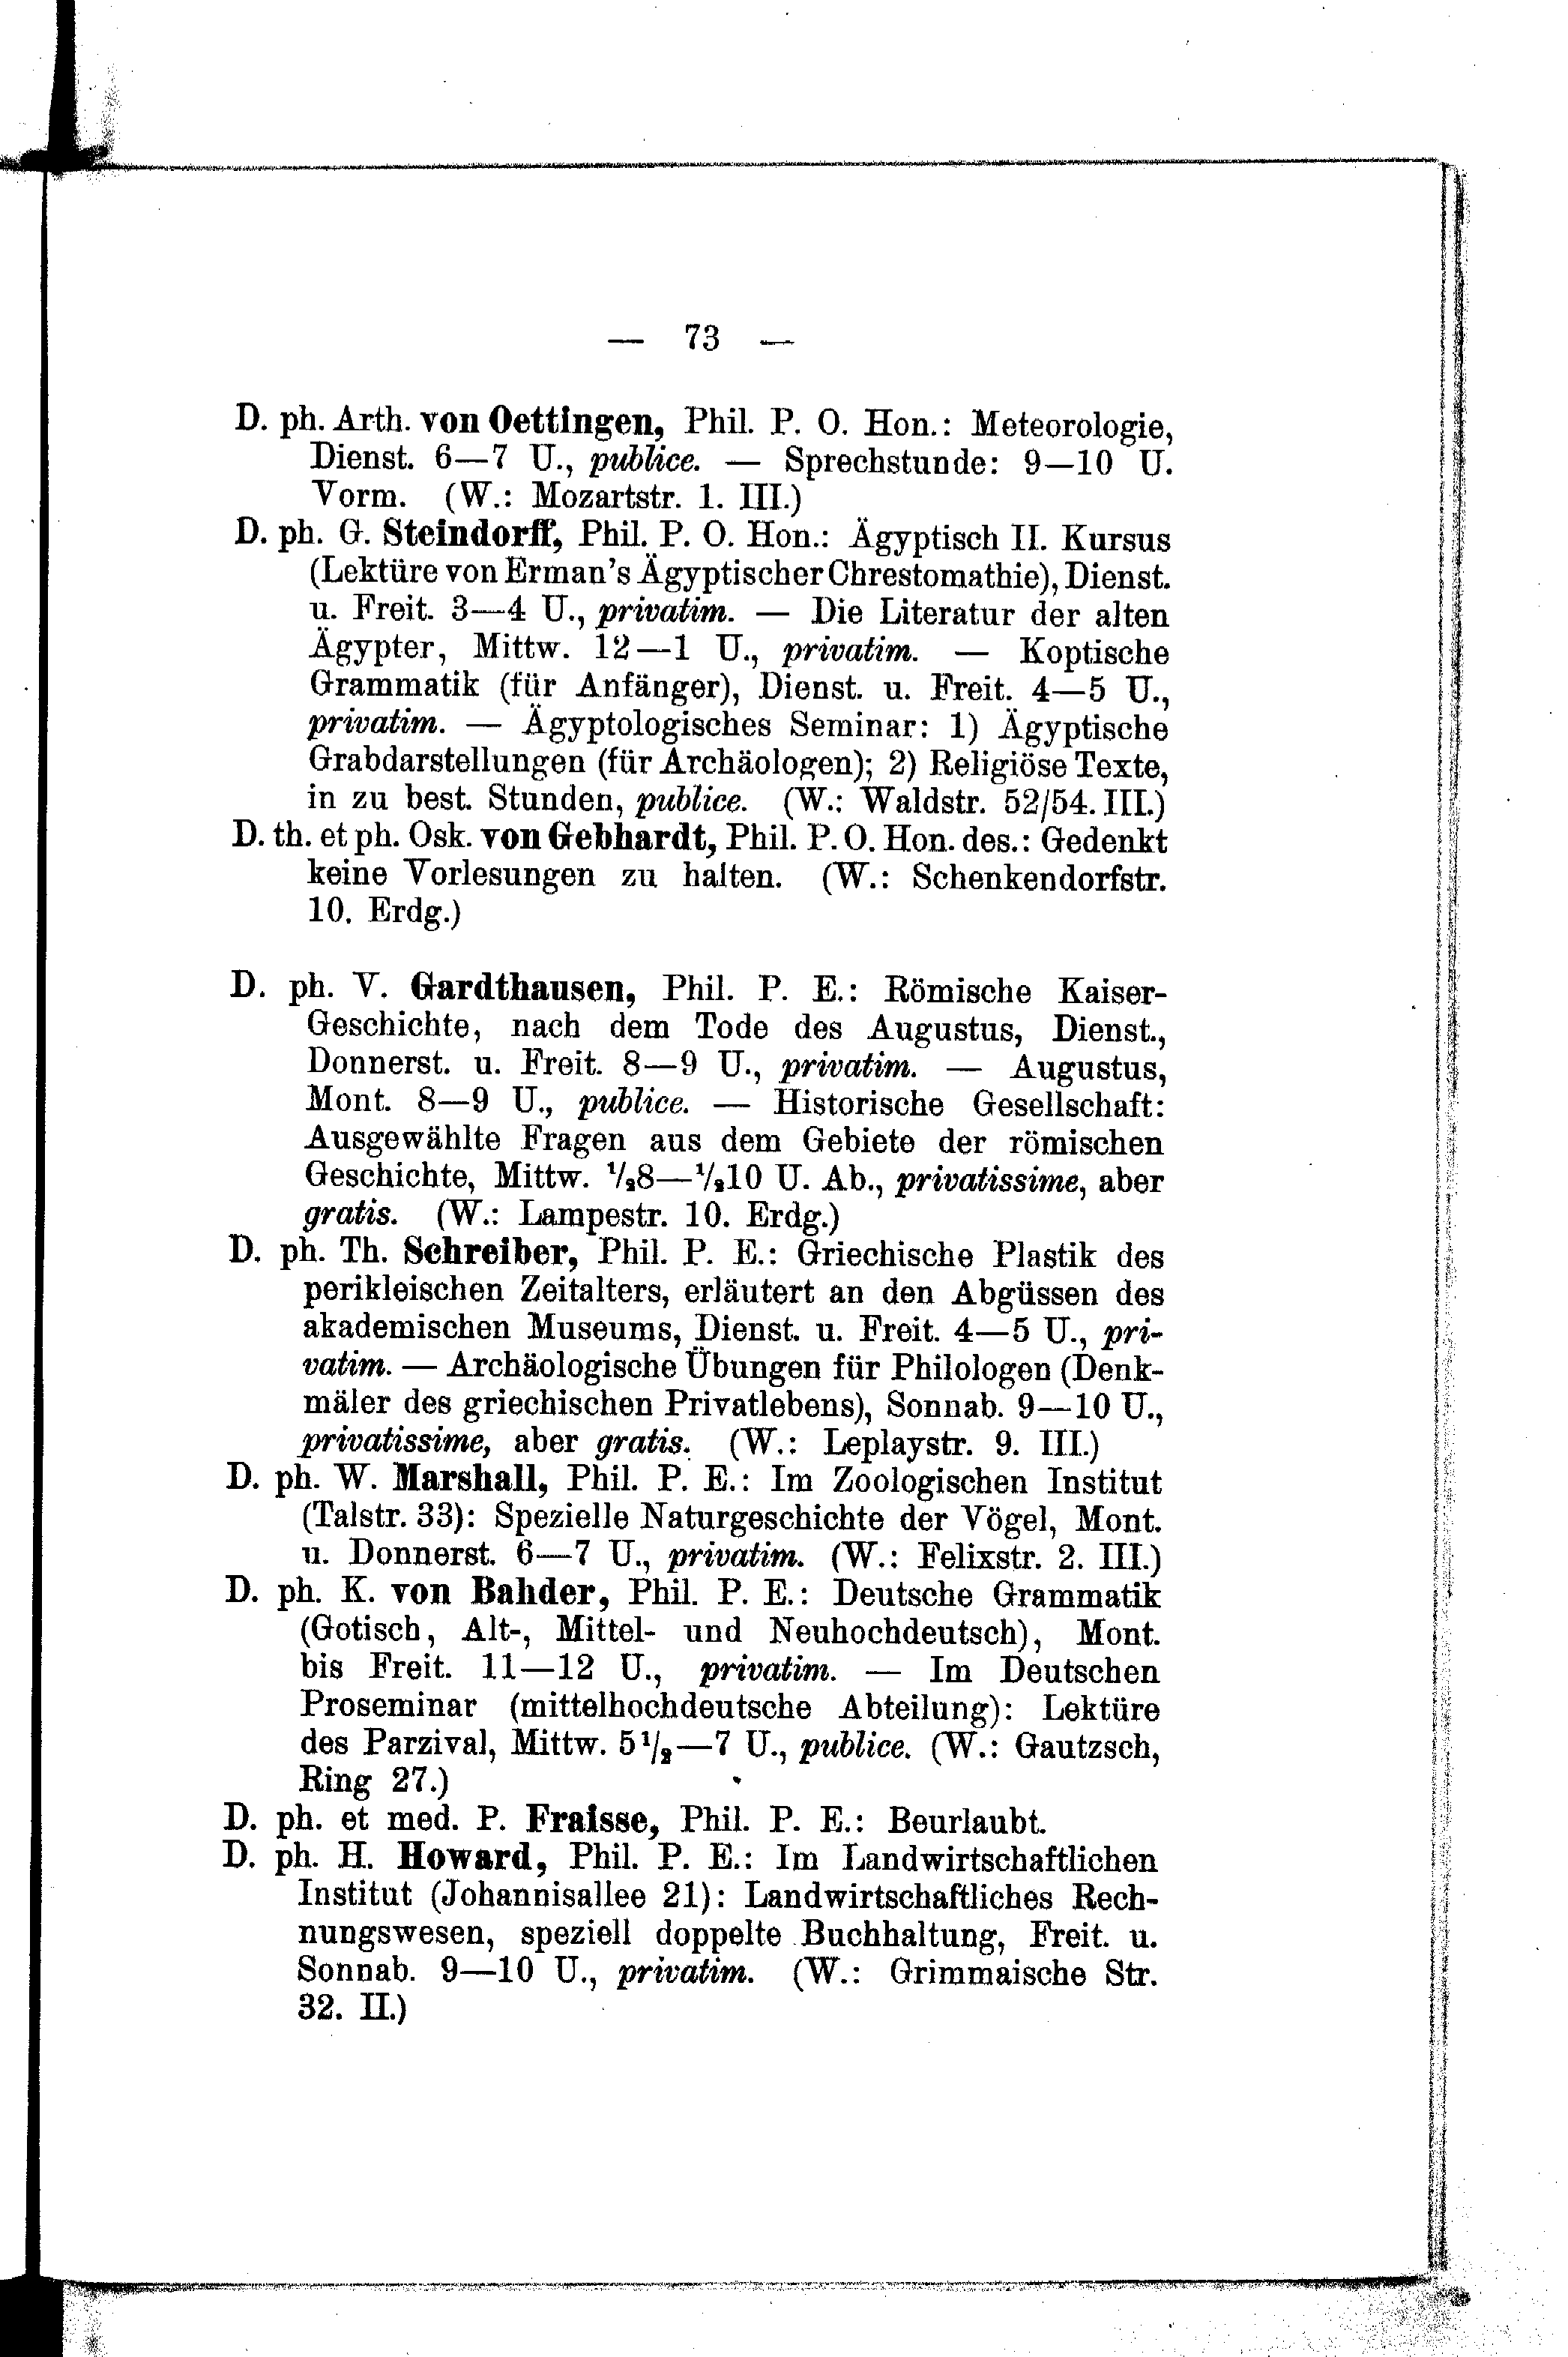 — 73 —
D. ph. Arth. von Oettingen, Phil. P. O. Hon.: Meteorologie,
Dienst. 6—7 U., publice. — Sprechstunde: 9—10 U.
Vorm. (W.: Mozartstr. 1. III.)
D. ph. G. Steindorff, Phil. P. O. Hon.: Ägyptisch II. Kursus
(Lektüre von Erman's Ägyptischer Chrestomathie), Dienst.
u. Freit. 3—4 U., privatim. — Die Literatur der alten
Ägypter, Mittw. 12—1 U., privatim. — Koptische
Grammatik (für Anfänger), Dienst. u. Freit. 4—5 U.,
privatim. — Ägyptologisches Seminar: 1) Ägyptische
Grabdarstellungen (für Archäologen); 2) Religiöse Texte,
in zu best. Stunden, publice. (W.: Waldstr. 52/54. III.)
D. th. et ph. Osk. von Gebhardt, Phil. P. O. Hon. des.: Gedenkt
keine Vorlesungen zu halten. (W.: Schenkendorfstr.
10. Erdg.)
D. ph. V. Gardthausen, Phil. P. E.: Römische Kaiser-
Geschichte, nach dem Tode des Augustus, Dienst.,
Donnerst. u. Freit. 8—9 U., privatim. — Augustus,
Mont. 8—9 U., publice. — Historische Gesellschaft:
Ausgewählte Fragen aus dem Gebiete der römischen
Geschichte, Mittw. ½8—½10 U. Ab., privatissime, aber
gratis. (W.: Lampestr. 10. Erdg.)
D. ph. Th. Schreiber, Phil. P. E.: Griechische Plastik des
perikleischen Zeitalters, erläutert an den Abgüssen des
akademischen Museums, Dienst. u. Freit. 4—5 U., pri-
vatim. — Archäologische Übungen für Philologen (Denk-
mäler des griechischen Privatlebens), Sonnab. 9—10 U.,
privatissime, aber gratis. (W.: Leplaystr. 9. III.)
D. ph. W. Marshall, Phil. P. E.: Im Zoologischen Institut
(Talstr. 33): Spezielle Naturgeschichte der Vögel, Mont.
u. Donnerst. 6—7 U., privatim. (W.: Felixstr. 2. III.)
D. ph. K. von Bahder, Phil. P. E.: Deutsche Grammatik
(Gotisch, Alt-, Mittel- und Neuhochdeutsch), Mont.
bis Freit. 11—12 U., privatim. — Im Deutschen
Proseminar (mittelhochdeutsche Abteilung): Lektüre
des Parzival, Mittw. 5½—7 U., publice. (W.: Gautzsch,
Ring 27.)
D. ph. et med. P. Fraisse, Phil. P. E.: Beurlaubt.
D. ph. H. Howard, Phil. P. E.: Im Landwirtschaftlichen
Institut (Johannisallee 21): Landwirtschaftliches Rech-
nungswesen, speziell doppelte Buchhaltung, Freit. u.
Sonnab. 9—10 U., privatim. (W.: Grimmaische Str.
32. II.)